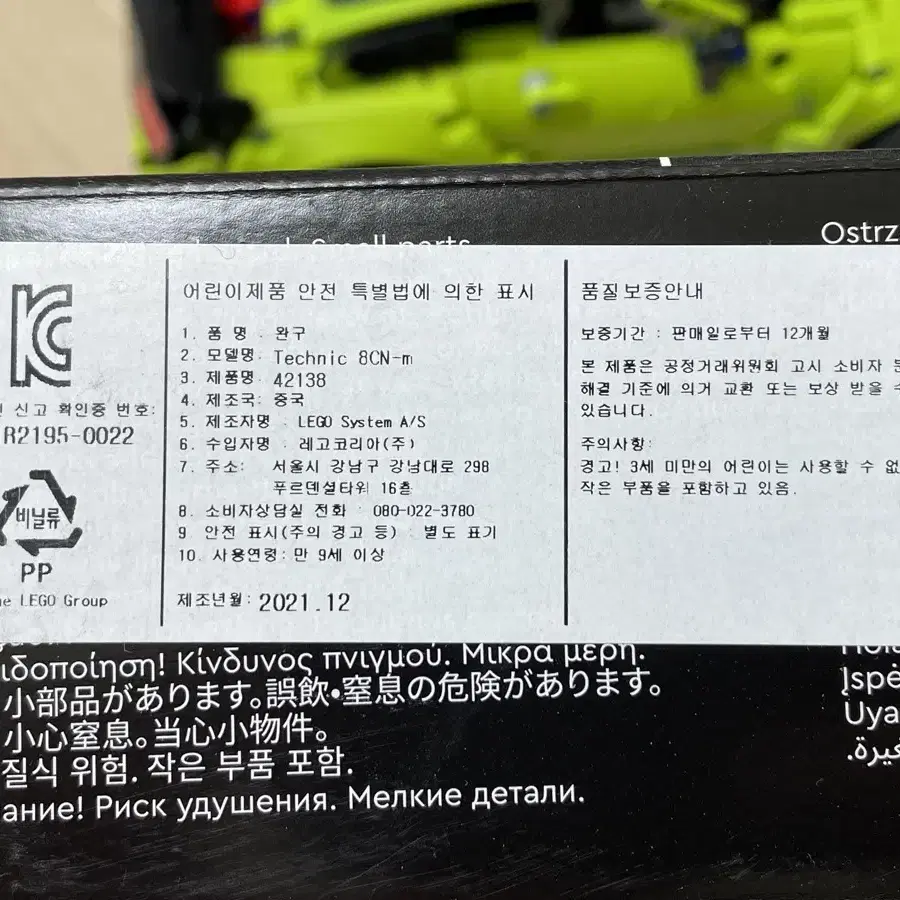 Small parts.
Ostrz
KC
신고 확인증 번호:
R2195-0022
비닐류
PP
LEGO Group
어린이제품 안전 특별법에 의한 표시
1. 품 명 : 완구
2. 모델명: Technic 8CN-m
3. 제품명: 42138
4. 제조국: 중국
5. 제조자명 : LEGO System A/S
6. 수입자명 : 레고코리아(주)
7. 주소: 서울시 강남구 강남대로 298
푸르덴셜타워 16층
8. 소비자상담실 전화 : 080-022-3780
9. 안전 표시(주의 경고 등) : 별도 표기
10. 사용연령: 만 9세 이상
제조년월: 2021.12
품질보증안내
보증기간 : 판매일로부터 12개월
본 제품은 공정거래위원회 고시 소비자
해결 기준에 의거 교환 또는 보상 받을
있습니다.
주의사항:
경고! 3세 미만의 어린이는 사용할 수
작은 부품을 포함하고 있음.
ιδοποίηση! Κίνδυνος πνιγμού. Μικρά μέρη.
小部品があります。誤飲・窒息の危険があります。
小心窒息。当心小物件。
질식 위험. 작은 부품 포함.
ание! Риск удушения. Мелкие детали.
Įspė
Uya